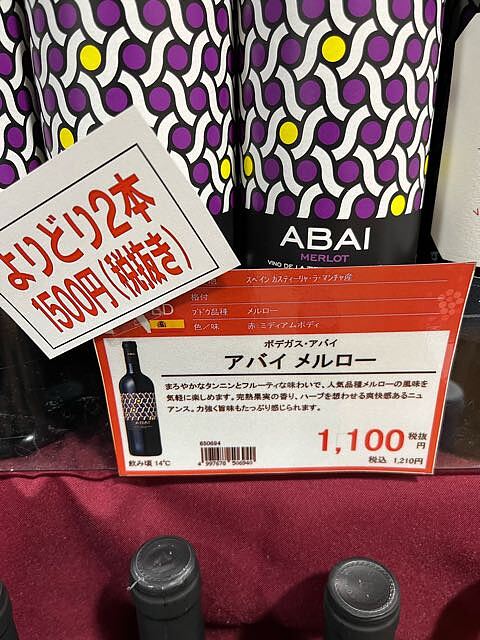 ABAI
MERLOT
VINO DE LA
よりどり2本
1500円(税抜き)
スペイン カスティーリャ・ラ・マンチャ産
格付
ブドウ品種 メルロー
色/味 赤・ミディアムボディ
ボデガス・アバイ
アバイ メルロー
まろやかなタンニンとフルーティな味わいで、人気品種メルローの風味を
気軽に楽しめます。完熟果実の香り、ハーブを想わせる爽快感あるニュ
アンス。力強く旨味もたっぷり感じられます。
ABAI
飲み頃 14℃
650694
4 997678 506940
1,100 税抜 円
税込 1,210円